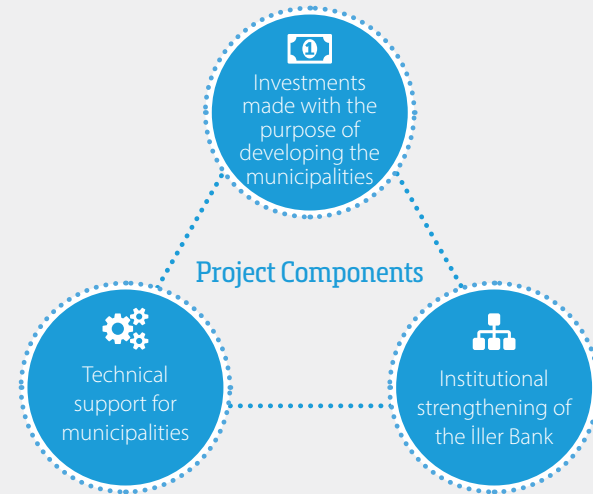 1
Investments
made with the
purpose of
developing the
municipalities
Project Components
Technical
support for
municipalities
Institutional
strengthening of
the İller Bank